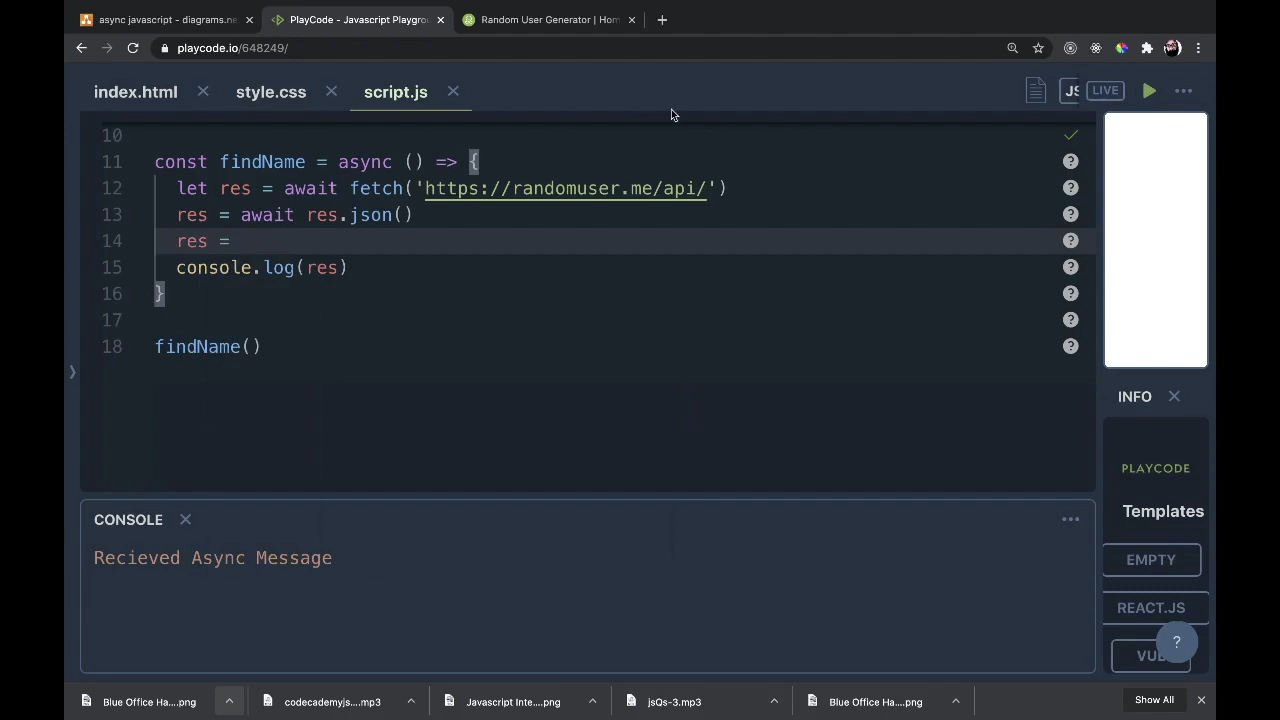 async javascript - diagrams.ne
PlayCode - Javascript Playgrou
Random User Generator | Hom
playcode.io/648249/
index.html
style.css
script.js
JS
LIVE
10
11 const findName = async () => {
12 let res = await fetch('https://randomuser.me/api/')
13 res = await res.json()
14 res =
15 console.log(res)
16 }
17
18 findName()
INFO
PLAYCODE
Templates
EMPTY
REACT.JS
VUE
?
CONSOLE
Recieved Async Message
Blue Office Ha....png
codecademyjs....mp3
Javascript Inte....png
jsQs-3.mp3
Blue Office Ha....png
Show All